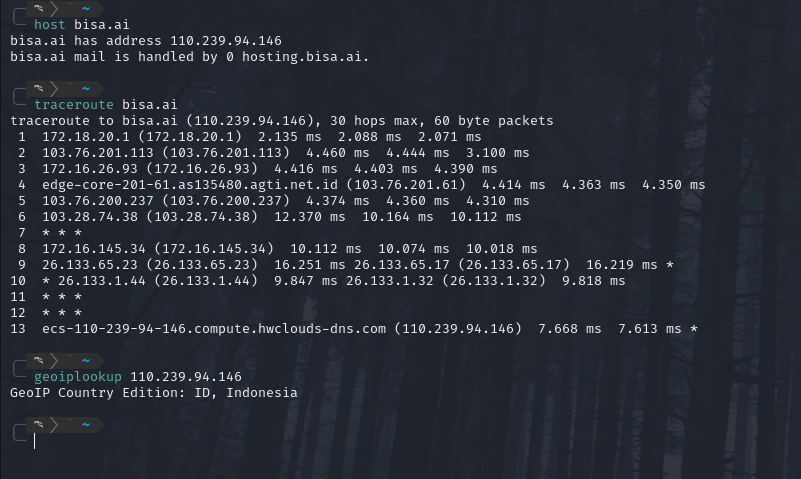 ~
host bisa.ai
bisa.ai has address 110.239.94.146
bisa.ai mail is handled by 0 hosting.bisa.ai.
~
traceroute bisa.ai
traceroute to bisa.ai (110.239.94.146), 30 hops max, 60 byte packets
1 172.18.20.1 (172.18.20.1) 2.135 ms 2.088 ms 2.071 ms
2 103.76.201.113 (103.76.201.113) 4.460 ms 4.444 ms 3.100 ms
3 172.16.26.93 (172.16.26.93) 4.416 ms 4.403 ms 4.390 ms
4 edge-core-201-61.as135480.agti.net.id (103.76.201.61) 4.414 ms 4.363 ms 4.350 ms
5 103.76.200.237 (103.76.200.237) 4.374 ms 4.360 ms 4.310 ms
6 103.28.74.38 (103.28.74.38) 12.370 ms 10.164 ms 10.112 ms
7 * * *
8 172.16.145.34 (172.16.145.34) 10.112 ms 10.074 ms 10.018 ms
9 26.133.65.23 (26.133.65.23) 16.251 ms 26.133.65.17 (26.133.65.17) 16.219 ms *
10 * 26.133.1.44 (26.133.1.44) 9.847 ms 26.133.1.32 (26.133.1.32) 9.818 ms
11 * * *
12 * * *
13 ecs-110-239-94-146.compute.hwclouds-dns.com (110.239.94.146) 7.668 ms 7.613 ms *
~
geoiplookup 110.239.94.146
GeoIP Country Edition: ID, Indonesia
~